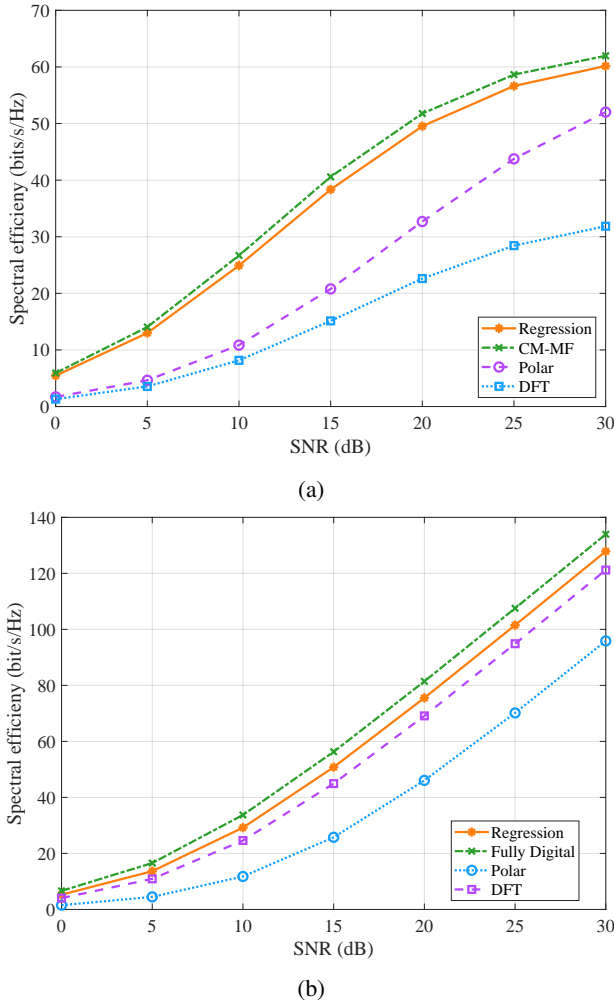 70
60
50
40
30
20
10
0
Spectral efficieny (bits/s/Hz)
Regression
CM-MF
Polar
DFT
0 5 10 15 20 25 30
SNR (dB)
(a)
140
120
100
80
60
40
20
0
Spectral efficieny (bit/s/Hz)
Regression
Fully Digital
Polar
DFT
0 5 10 15 20 25 30
SNR (dB)
(b)